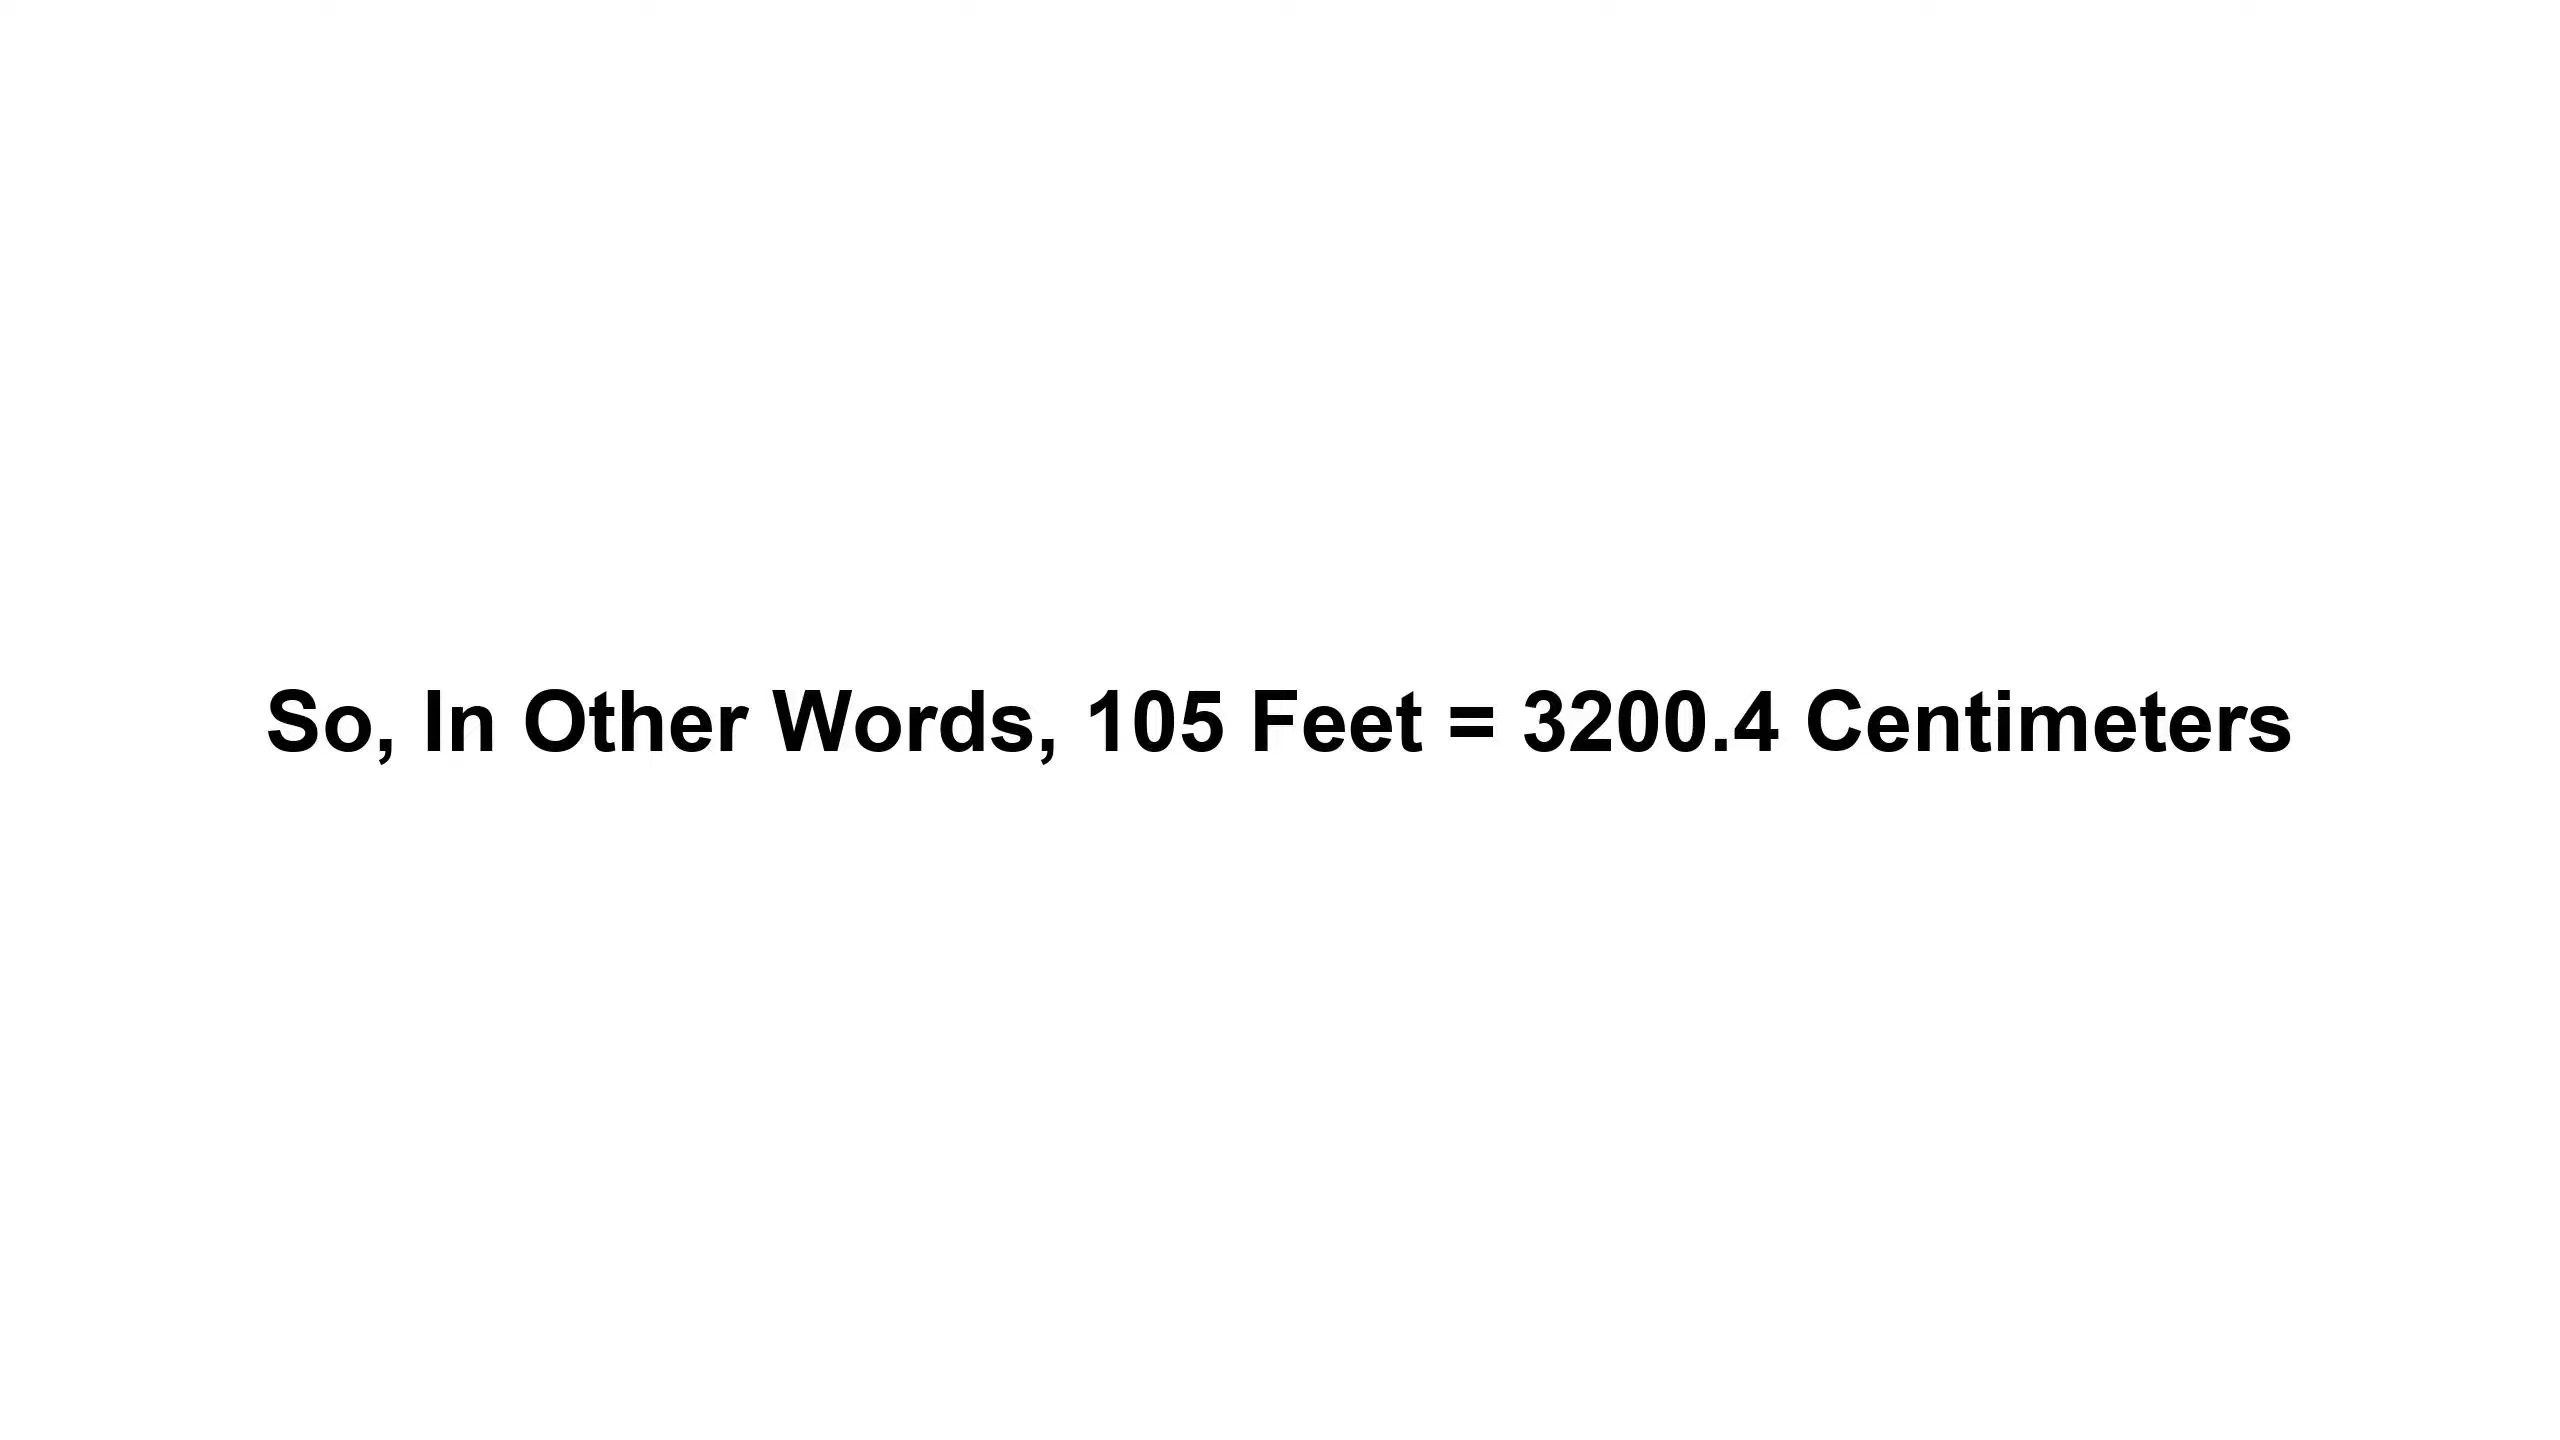 So, In Other Words, 105 Feet = 3200.4 Centimeters